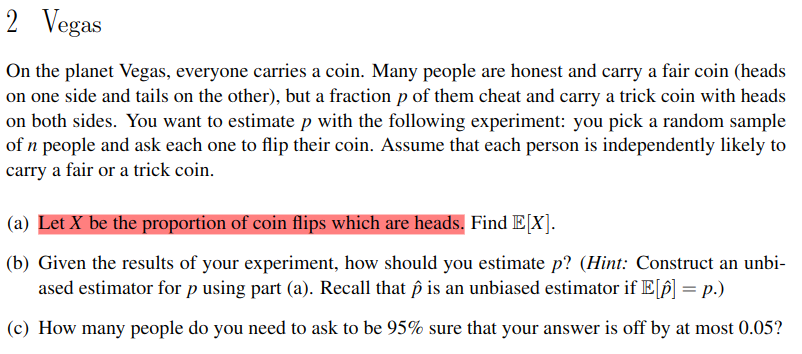 2 Vegas
On the planet Vegas, everyone carries a coin. Many people are honest and carry a fair coin (heads
on one side and tails on the other), but a fraction p of them cheat and carry a trick coin with heads
on both sides. You want to estimate p with the following experiment: you pick a random sample
of n people and ask each one to flip their coin. Assume that each person is independently likely to
carry a fair or a trick coin.
(a) Let X be the proportion of coin flips which are heads. Find 𝔼[X].
(b) Given the results of your experiment, how should you estimate p? (Hint: Construct an unbi-
ased estimator for p using part (a). Recall that p̂ is an unbiased estimator if 𝔼[p̂] = p.)
(c) How many people do you need to ask to be 95% sure that your answer is off by at most 0.05?